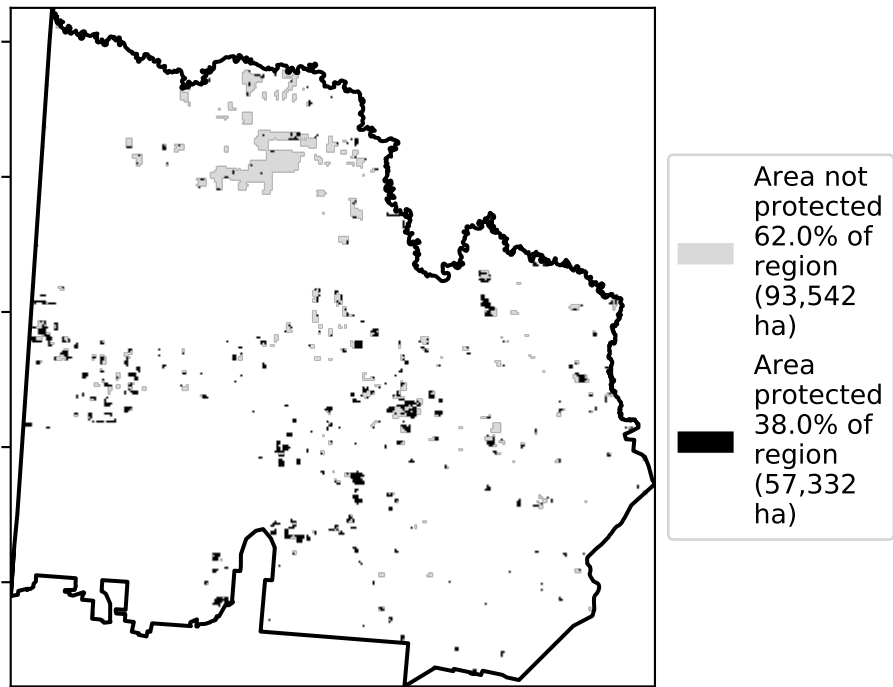 Area not
protected
62.0% of
region
(93,542
ha)
Area
protected
38.0% of
region
(57,332
ha)